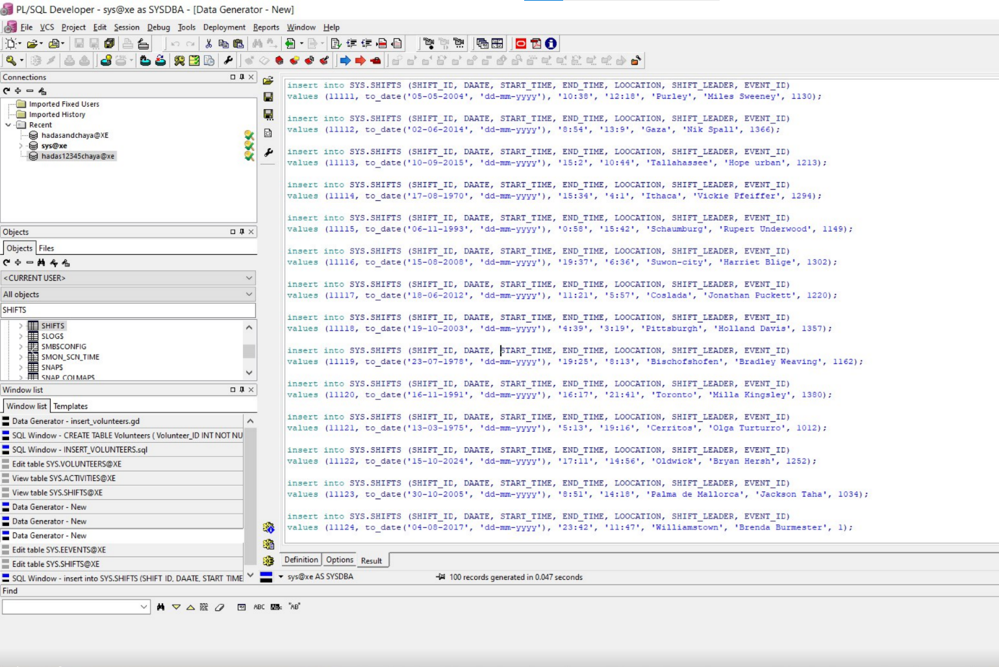 PL/SQL Developer - sys@xe as SYSDBA - [Data Generator - New]
File VCS Project Edit Session Debug Tools Deployment Reports Window Help
Connections
Imported Fixed Users
Imported History
Recent
hadasandchaya@XE
sys@xe
hadas12345chaya@xe
Objects
Objects Files
<CURRENT USER>
All objects
SHIFTS
SHIFTS
SLOG$
SMB$CONFIG
SMON_SCN_TIME
SNAP$
SNAP_COLMAP$
Window list
Window list Templates
Data Generator - insert_volunteers.gd
SQL Window - CREATE TABLE Volunteers ( Volunteer_ID INT NOT NU
SQL Window - INSERT_VOLUNTEERS.sql
Edit table SYS.VOLUNTEERS@XE
View table SYS.ACTIVITIES@XE
View table SYS.SHIFTS@XE
Data Generator - New
Data Generator - New
Data Generator - New
Edit table SYS.EEVENTS@XE
Edit table SYS.SHIFTS@XE
SQL Window - insert into SYS.SHIFTS (SHIFT_ID, DAATE, START_TIME
insert into SYS.SHIFTS (SHIFT_ID, DAATE, START_TIME, END_TIME, LOOCATION, SHIFT_LEADER, EVENT_ID)
values (11111, to_date('05-05-2004', 'dd-mm-yyyy'), '10:38', '12:18', 'Purley', 'Miles Sweeney', 1130);
insert into SYS.SHIFTS (SHIFT_ID, DAATE, START_TIME, END_TIME, LOOCATION, SHIFT_LEADER, EVENT_ID)
values (11112, to_date('02-06-2014', 'dd-mm-yyyy'), '8:54', '13:9', 'Gaza', 'Nik Spall', 1366);
insert into SYS.SHIFTS (SHIFT_ID, DAATE, START_TIME, END_TIME, LOOCATION, SHIFT_LEADER, EVENT_ID)
values (11113, to_date('10-09-2015', 'dd-mm-yyyy'), '15:2', '10:44', 'Tallahassee', 'Hope urban', 1213);
insert into SYS.SHIFTS (SHIFT_ID, DAATE, START_TIME, END_TIME, LOOCATION, SHIFT_LEADER, EVENT_ID)
values (11114, to_date('17-08-1970', 'dd-mm-yyyy'), '15:34', '4:1', 'Ithaca', 'Vickie Pfeiffer', 1294);
insert into SYS.SHIFTS (SHIFT_ID, DAATE, START_TIME, END_TIME, LOOCATION, SHIFT_LEADER, EVENT_ID)
values (11115, to_date('06-11-1993', 'dd-mm-yyyy'), '0:58', '15:42', 'Schaumburg', 'Rupert Underwood', 1149);
insert into SYS.SHIFTS (SHIFT_ID, DAATE, START_TIME, END_TIME, LOOCATION, SHIFT_LEADER, EVENT_ID)
values (11116, to_date('15-08-2008', 'dd-mm-yyyy'), '19:37', '6:36', 'Suwon-city', 'Harriet Blige', 1302);
insert into SYS.SHIFTS (SHIFT_ID, DAATE, START_TIME, END_TIME, LOOCATION, SHIFT_LEADER, EVENT_ID)
values (11117, to_date('18-06-2012', 'dd-mm-yyyy'), '11:21', '5:57', 'Coslada', 'Jonathan Puckett', 1220);
insert into SYS.SHIFTS (SHIFT_ID, DAATE, START_TIME, END_TIME, LOOCATION, SHIFT_LEADER, EVENT_ID)
values (11118, to_date('19-10-2003', 'dd-mm-yyyy'), '4:39', '3:19', 'Pittsburgh', 'Holland Davis', 1357);
insert into SYS.SHIFTS (SHIFT_ID, DAATE, START_TIME, END_TIME, LOOCATION, SHIFT_LEADER, EVENT_ID)
values (11119, to_date('23-07-1978', 'dd-mm-yyyy'), '19:25', '8:13', 'Bischofshofen', 'Bradley Weaving', 1162);
insert into SYS.SHIFTS (SHIFT_ID, DAATE, START_TIME, END_TIME, LOOCATION, SHIFT_LEADER, EVENT_ID)
values (11120, to_date('16-11-1991', 'dd-mm-yyyy'), '16:17', '21:41', 'Toronto', 'Milla Kingsley', 1380);
insert into SYS.SHIFTS (SHIFT_ID, DAATE, START_TIME, END_TIME, LOOCATION, SHIFT_LEADER, EVENT_ID)
values (11121, to_date('13-03-1975', 'dd-mm-yyyy'), '5:13', '19:16', 'Cerritos', 'Olga Turturro', 1012);
insert into SYS.SHIFTS (SHIFT_ID, DAATE, START_TIME, END_TIME, LOOCATION, SHIFT_LEADER, EVENT_ID)
values (11122, to_date('15-10-2024', 'dd-mm-yyyy'), '17:11', '14:56', 'Oldwick', 'Bryan Hersh', 1252);
insert into SYS.SHIFTS (SHIFT_ID, DAATE, START_TIME, END_TIME, LOOCATION, SHIFT_LEADER, EVENT_ID)
values (11123, to_date('30-10-2005', 'dd-mm-yyyy'), '8:51', '14:18', 'Palma de Mallorca', 'Jackson Taha', 1034);
insert into SYS.SHIFTS (SHIFT_ID, DAATE, START_TIME, END_TIME, LOOCATION, SHIFT_LEADER, EVENT_ID)
values (11124, to_date('04-08-2017', 'dd-mm-yyyy'), '23:42', '11:47', 'Williamstown', 'Brenda Burmester', 1);
Definition Options Result
sys@xe AS SYSDBA 100 records generated in 0.047 seconds
Find
ABC "AB"